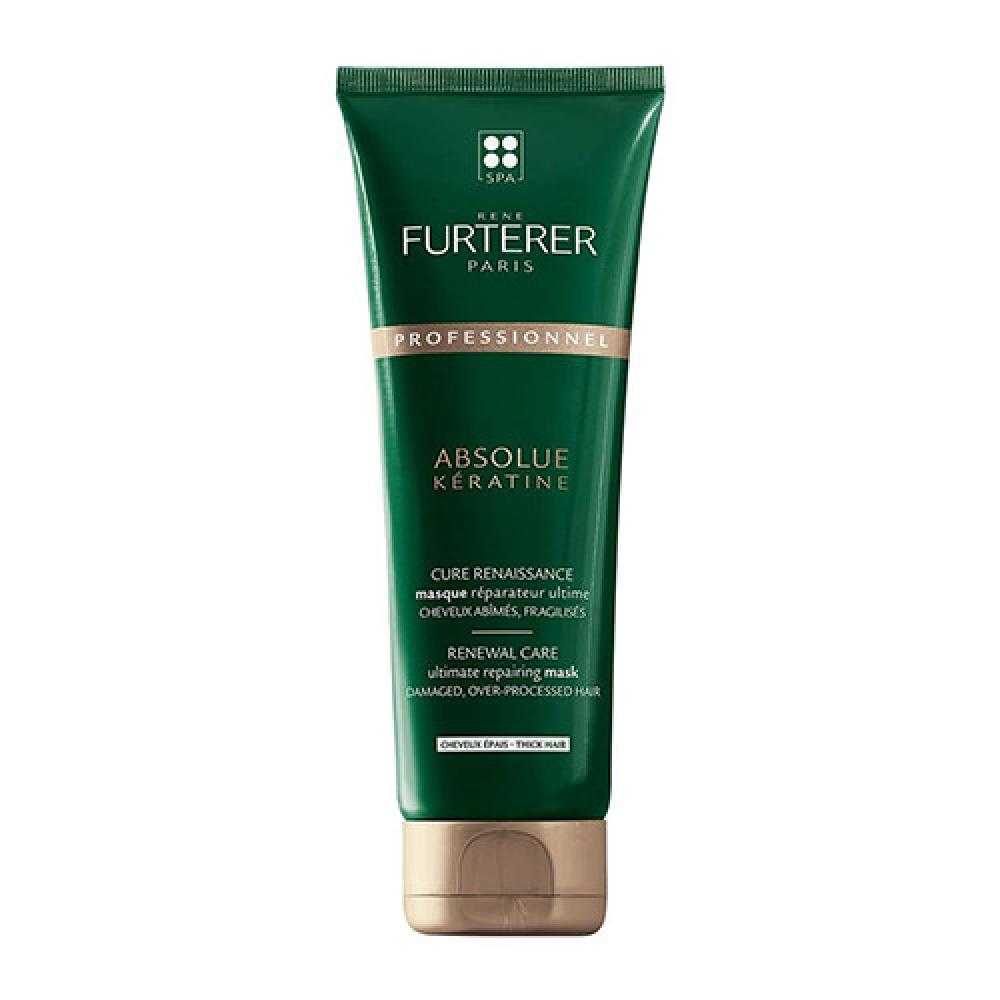 SPA
RENE
FURTERER
PARIS
PROFESSIONNEL
ABSOLUE
KÉRATINE
CURE RENAISSANCE
masque réparateur ultime
CHEVEUX ABÎMÉS, FRAGILISÉS
RENEWAL CARE
ultimate repairing mask
DAMAGED, OVER-PROCESSED HAIR
CHEVEUX ÉPAIS - THICK HAIR